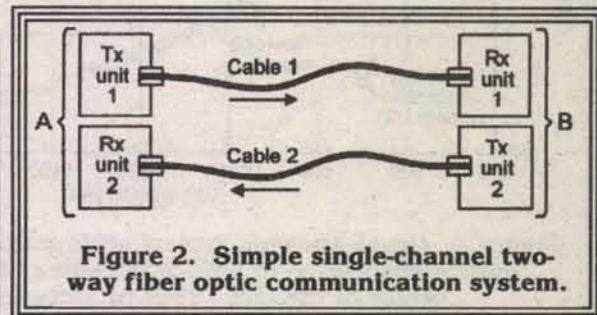 Tx
unit
1
Cable 1
Rx
unit
1
A
B
Rx
unit
2
Cable 2
Tx
unit
2
Figure 2. Simple single-channel two-
way fiber optic communication system.